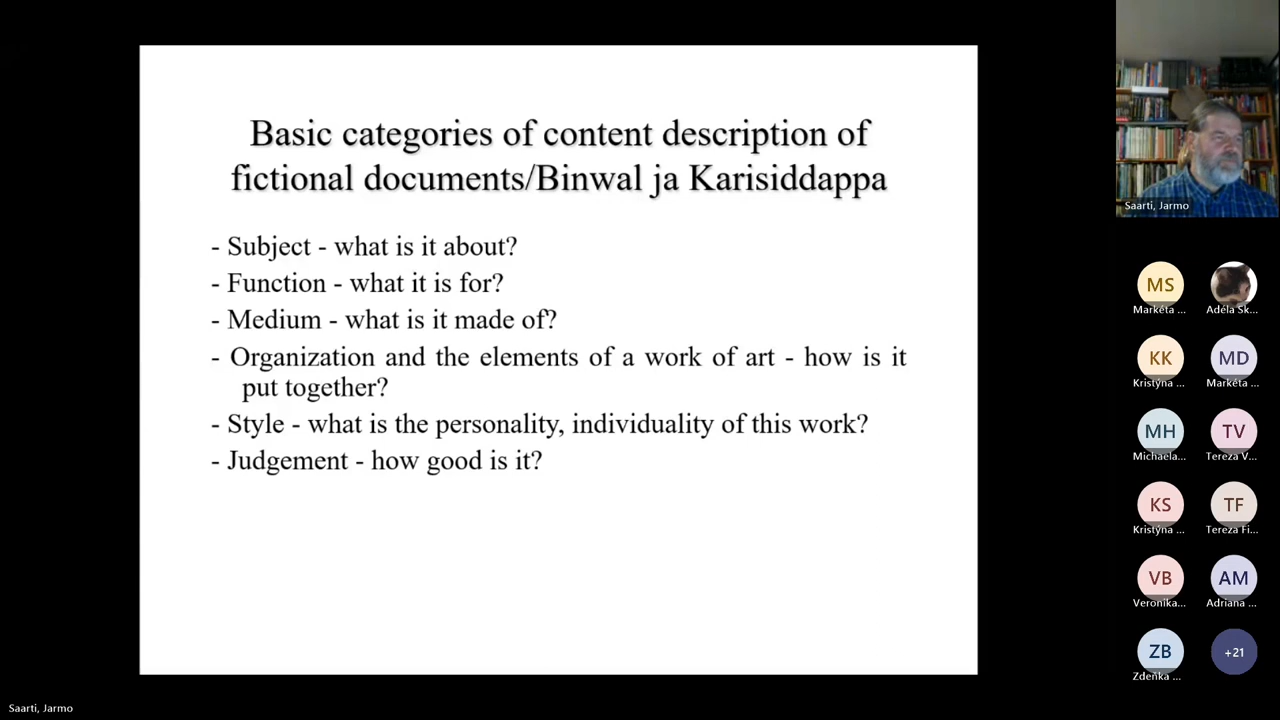 Basic categories of content description of
fictional documents/Binwal ja Karisiddappa
- Subject - what is it about?
- Function - what it is for?
- Medium - what is it made of?
- Organization and the elements of a work of art - how is it
put together?
- Style - what is the personality, individuality of this work?
- Judgement - how good is it?
Saarti, Jarmo
MS
Markéta ...
Adéla Sk...
KK
MD
Kristýna ...
Markéta ...
MH
TV
Michaela...
Tereza V...
KS
TF
Kristýna ...
Tereza Fi...
VB
AM
Veronika...
Adriana ...
ZB
+21
Zdeňka ...
Saarti, Jarmo